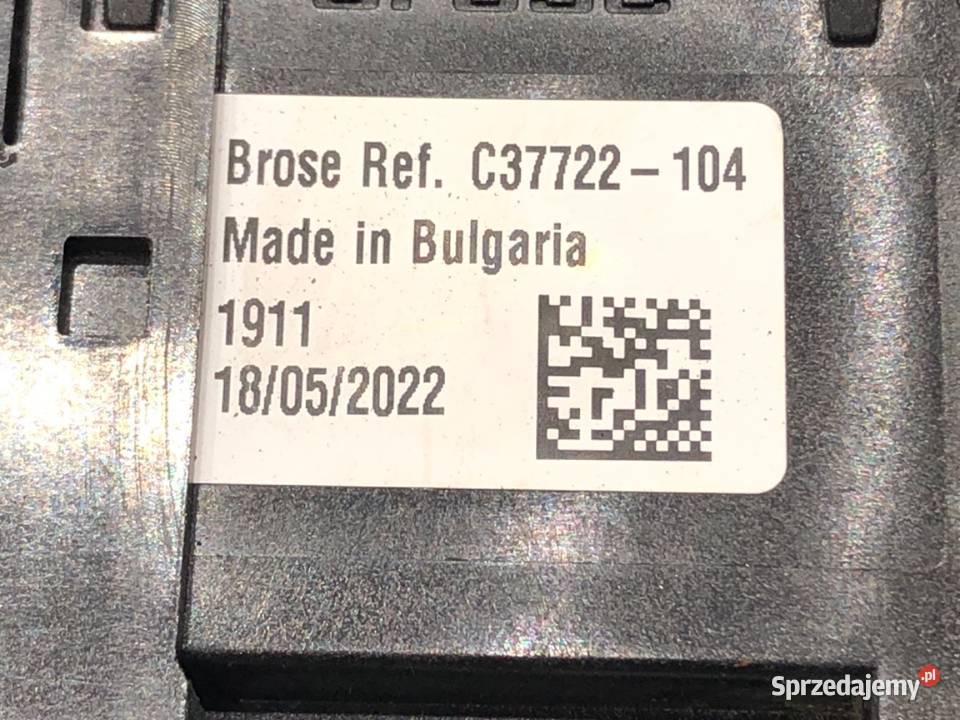 Brose Ref. C37722-104
Made in Bulgaria
1911
18/05/2022
Sprzedajemy.pl